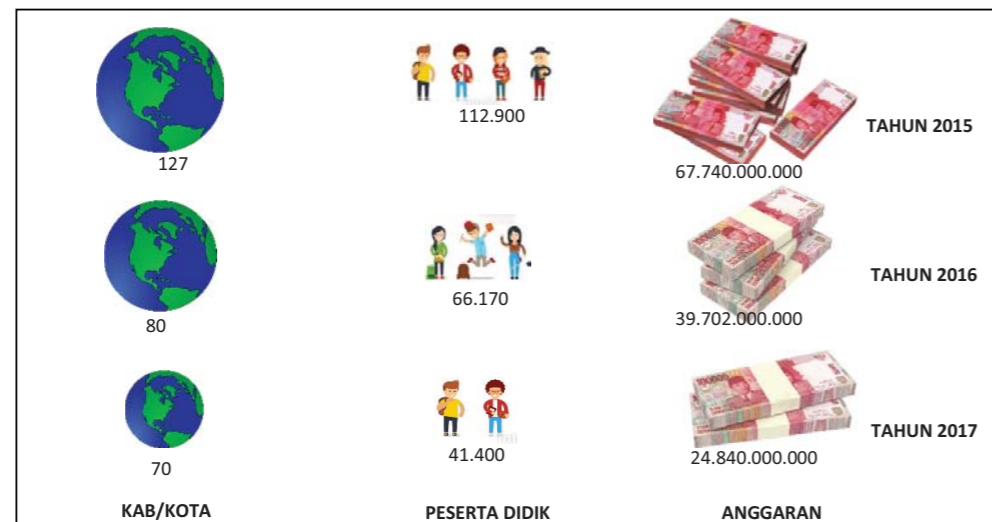 127
112.900
67.740.000.000
TAHUN 2015
80
66.170
39.702.000.000
TAHUN 2016
70
41.400
24.840.000.000
TAHUN 2017
KAB/KOTA
PESERTA DIDIK
ANGGARAN